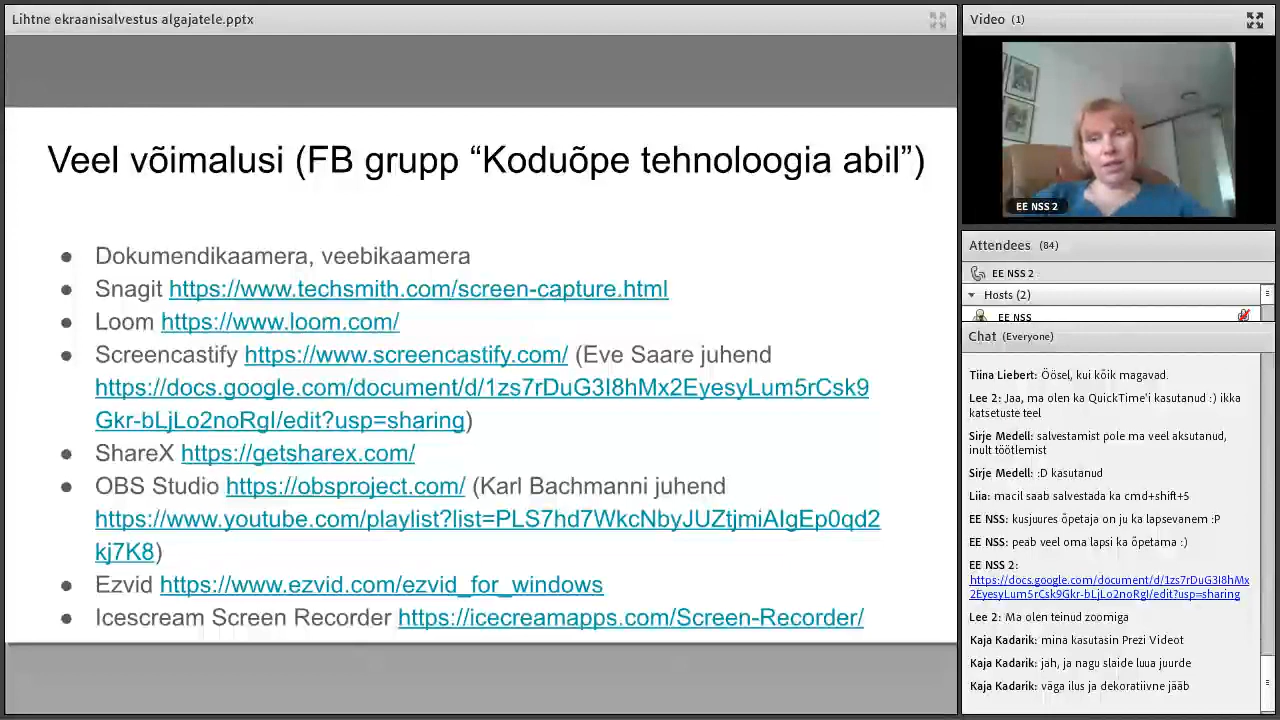 Lihtne ekraanisalvestus algajatele.pptx
Veel võimalusi (FB grupp “Koduõpe tehnoloogia abil”)
● Dokumendikaamera, veebikaamera
● Snagit https://www.techsmith.com/screen-capture.html
● Loom https://www.loom.com/
● Screencastify https://www.screencastify.com/ (Eve Saare juhend
https://docs.google.com/document/d/1zs7rDuG3I8hMx2EyesyLum5rCsk9
Gkr-bLjLo2noRgI/edit?usp=sharing)
● ShareX https://getsharex.com/
● OBS Studio https://obsproject.com/ (Karl Bachmanni juhend
https://www.youtube.com/playlist?list=PLS7hd7WkcNbyJUZtjmiAIgEp0qd2
kj7K8)
● Ezvid https://www.ezvid.com/ezvid_for_windows
● Icescream Screen Recorder https://icecreamapps.com/Screen-Recorder/
Video (1)
EE NSS 2
Attendees (84)
EE NSS 2
Hosts (2)
EE NSS
Chat (Everyone)
Tiina Liebert: Öösel, kui kõik magavad.
Lee 2: Jaa, ma olen ka QuickTime'i kasutanud :) ikka
katsetuste teel
Sirje Medell: salvestamist pole ma veel aksutanud,
inult töötlemist
Sirje Medell: :D kasutanud
Liia: macil saab salvestada ka cmd+shift+5
EE NSS: kusjuures õpetaja on ju ka lapsevanem :P
EE NSS: peab veel oma lapsi ka õpetama :)
EE NSS 2:
https://docs.google.com/document/d/1zs7rDuG3I8hMx
2EyesyLum5rCsk9Gkr-bLjLo2noRgI/edit?usp=sharing
Lee 2: Ma olen teinud zoomiga
Kaja Kadarik: mina kasutasin Prezi Videot
Kaja Kadarik: jah, ja nagu slaide luua juurde
Kaja Kadarik: väga ilus ja dekoratiivne jääb